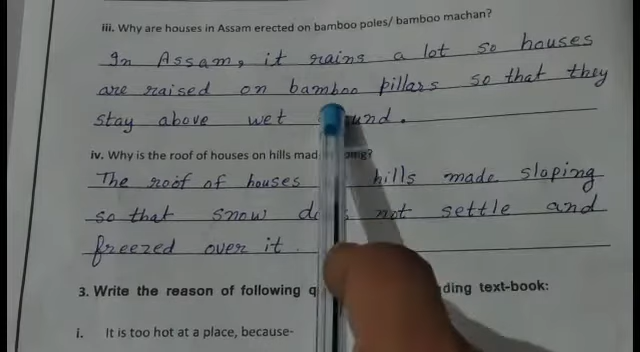 iii. Why are houses in Assam erected on bamboo poles/ bamboo machan?
In Assam, it rains a lot so houses
are raised on bamboo pillars so that they
stay above wet und.
iv. Why is the roof of houses on hills mad ping?
The roof of houses hills made sloping
so that snow d s not settle and
freezed over it.
3. Write the reason of following q ding text-book:
i. It is too hot at a place, because-